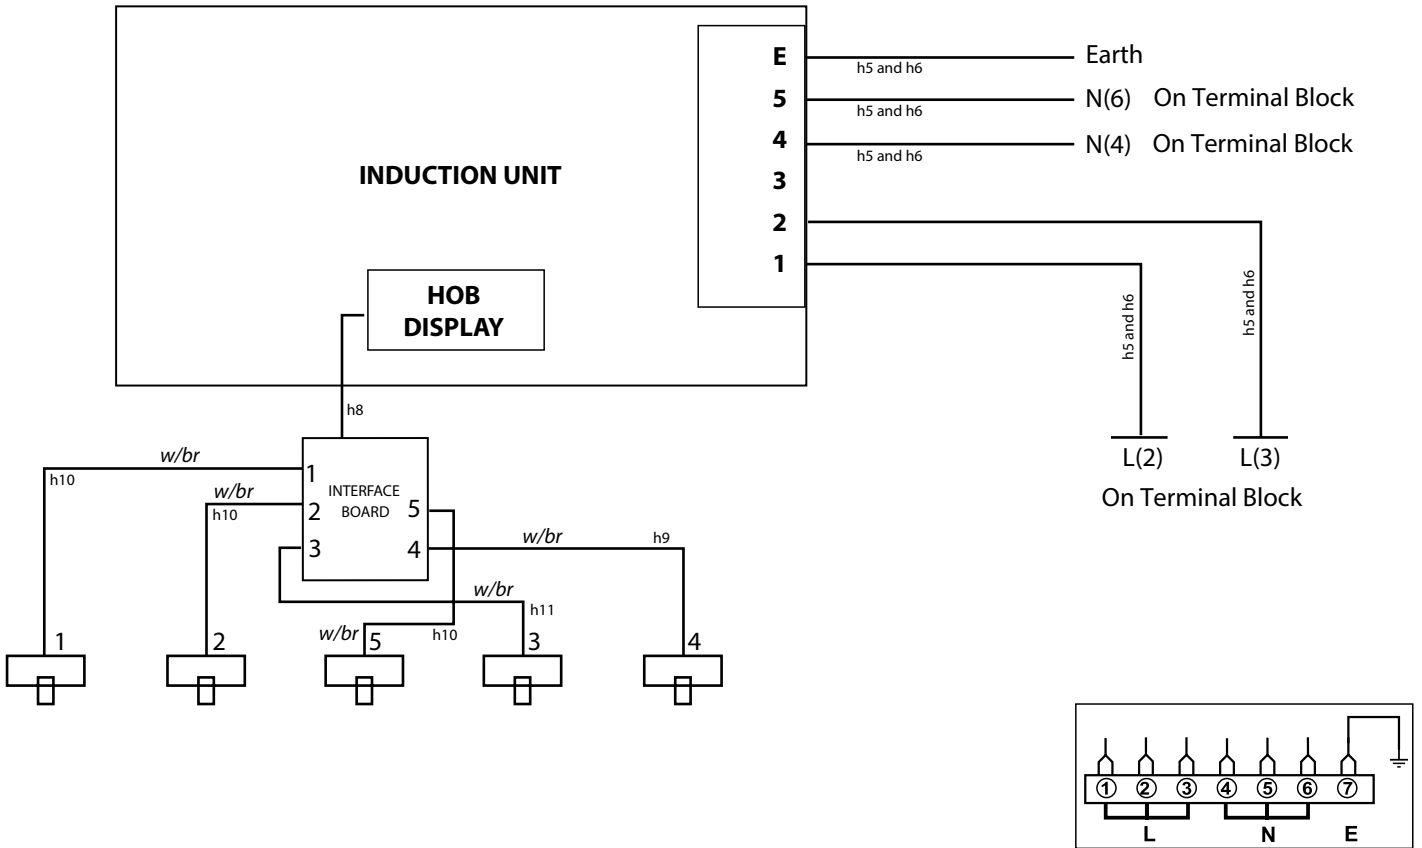 E
h5 and h6
Earth
5
h5 and h6
N(6) On Terminal Block
4
h5 and h6
N(4) On Terminal Block
INDUCTION UNIT
3
2
1
HOB
DISPLAY
h5 and h6
h5 and h6
h8
L(2)
L(3)
On Terminal Block
w/br
h10
1
INTERFACE
BOARD
w/br
h10
2
5
3
4
w/br
h9
w/br
h11
w/br
h10
1
2
5
3
4
1 2 3 4 5 6 7
L N E